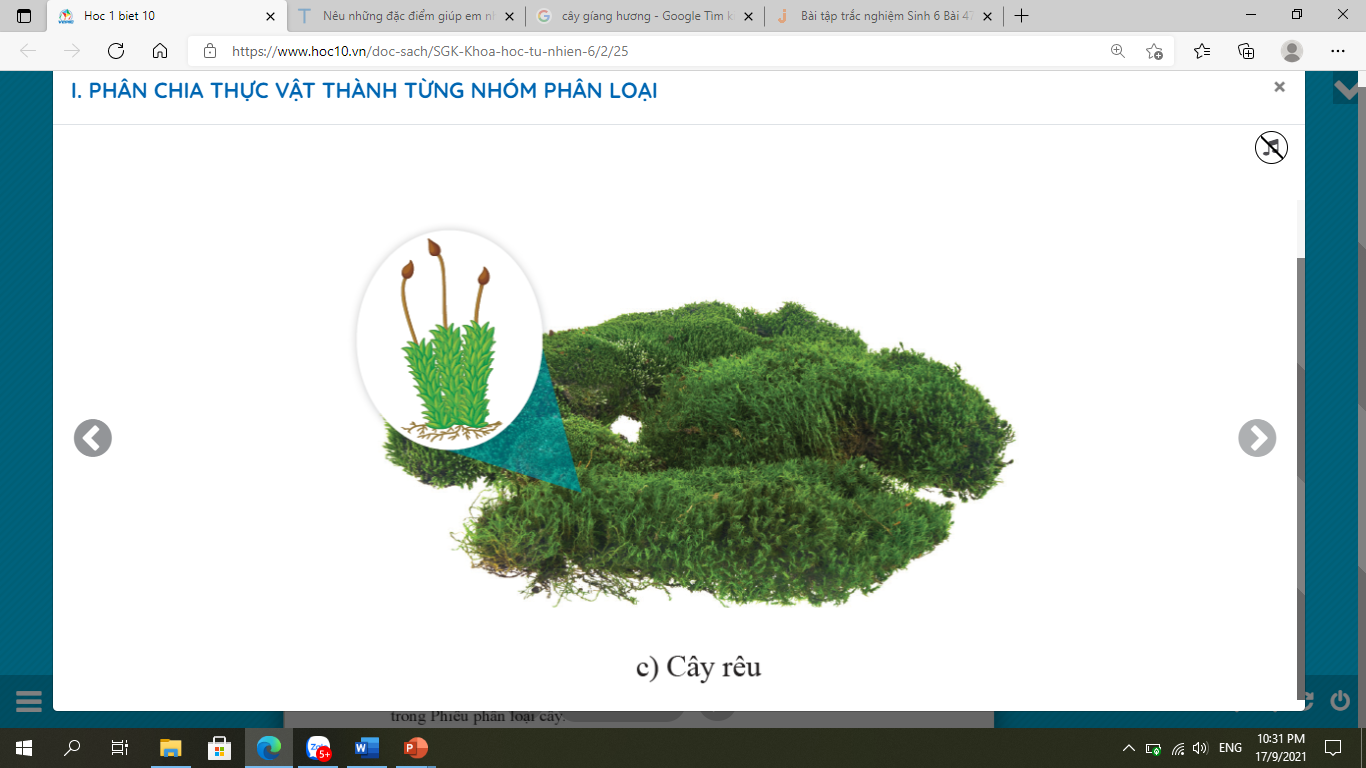 Hoc 1 biet 10
Nêu những đặc điểm giúp em nh
cây gíang hương - Google Tìm k
Bài tập trắc nghiệm Sinh 6 Bài 47
https://www.hoc10.vn/doc-sach/SGK-Khoa-hoc-tu-nhien-6/2/25
I. PHÂN CHIA THỰC VẬT THÀNH TỪNG NHÓM PHÂN LOẠI
c) Cây rêu
trong Phiếu phân loại cây.
5+
ENG
10:31 PM
17/9/2021